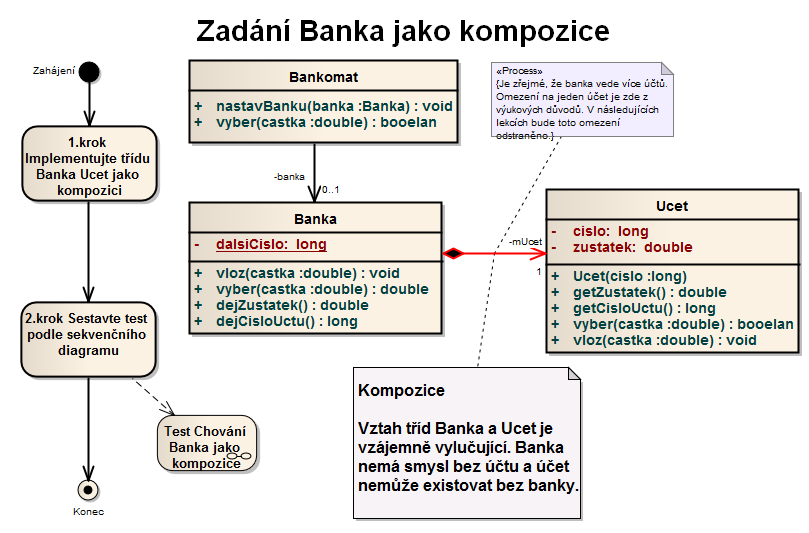 Zadání Banka jako kompozice
Zahájení
1.krok
Implementujte třídu
Banka Ucet jako
kompozici
2.krok Sestavte test
podle sekvenčního
diagramu
Test Chování
Banka jako
kompozice
Konec
Bankomat
+ nastavBanku(banka :Banka) : void
+ vyber(castka :double) : booelan
-banka
0..1
Banka
- dalsiCislo: long
+ vloz(castka :double) : void
+ vyber(castka :double) : double
+ dejZustatek() : double
+ dejCisloUctu() : long
«Process»
{Je zřejmé, že banka vede více účtů.
Omezení na jeden účet je zde z
výukových důvodů. V následujících
lekcích bude toto omezení
odstraněno.}
-mUcet
1
Ucet
- cislo: long
- zustatek: double
+ Ucet(cislo :long)
+ getZustatek() : double
+ getCisloUctu() : long
+ vyber(castka :double) : booelan
+ vloz(castka :double) : void
Kompozice
Vztah tříd Banka a Ucet je
vzájemně vylučující. Banka
nemá smysl bez účtu a účet
nemůže existovat bez banky.